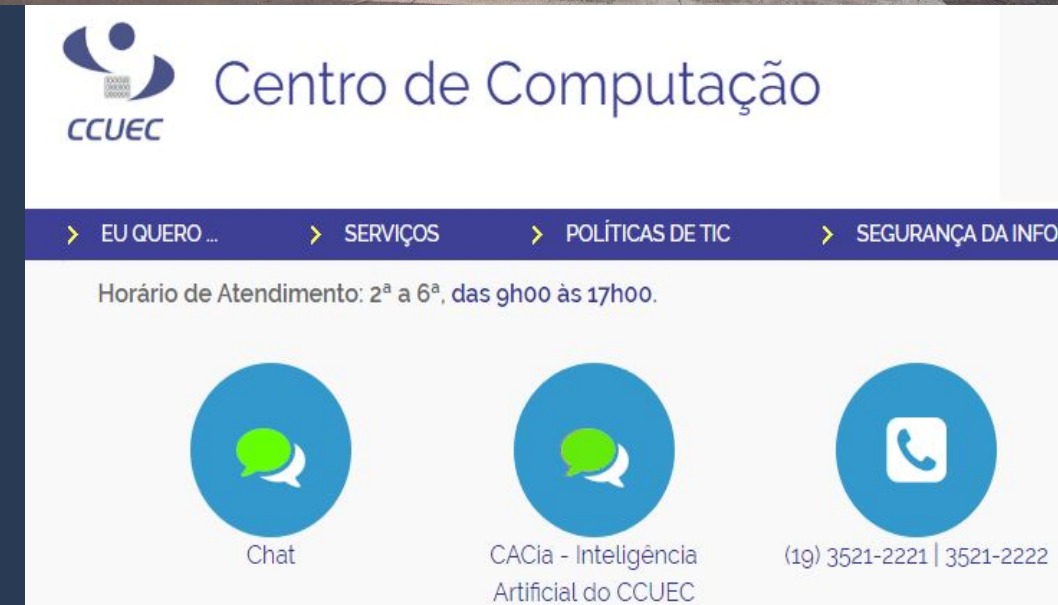 Centro de Computação
CCUEC
EU QUERO ...
SERVIÇOS
POLÍTICAS DE TIC
SEGURANÇA DA INFO
Horário de Atendimento: 2ª a 6ª, das 9h00 às 17h00.
Chat
CACia - Inteligência
Artificial do CCUEC
(19) 3521-2221 | 3521-2222